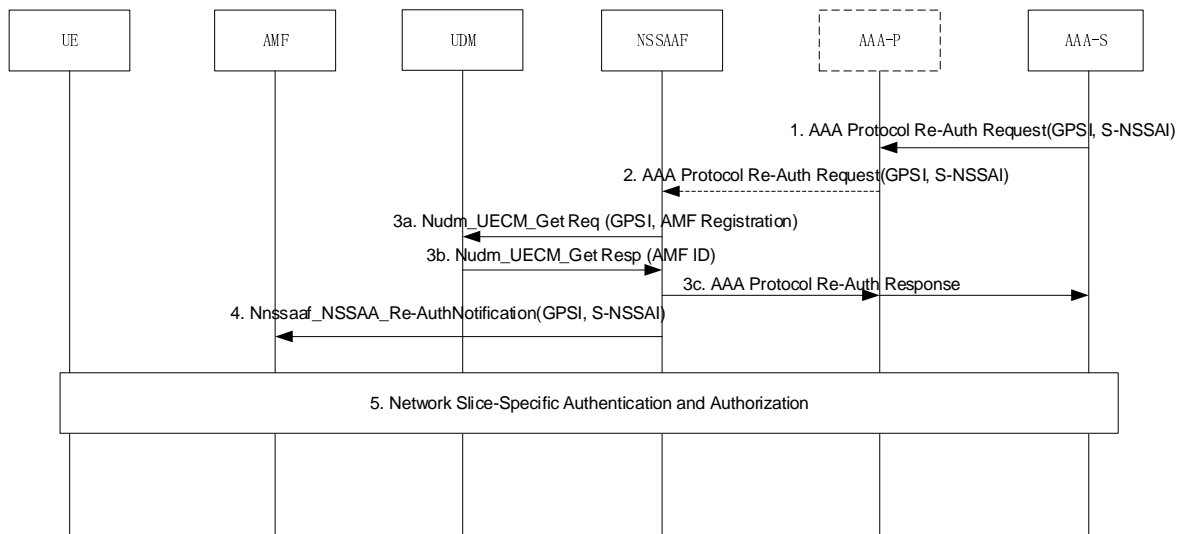 UE
AMF
UDM
NSSAAF
AAA-P
AAA-S
1. AAA Protocol Re-Auth Request(GPSI, S-NSSAI)
2. AAA Protocol Re-Auth Request(GPSI, S-NSSAI)
3a. Nudm_UECM_Get Req (GPSI, AMF Registration)
3b. Nudm_UECM_Get Resp (AMF ID)
3c. AAA Protocol Re-Auth Response
4. Nnssaaf_NSSAA_Re-AuthNotification(GPSI, S-NSSAI)
5. Network Slice-Specific Authentication and Authorization